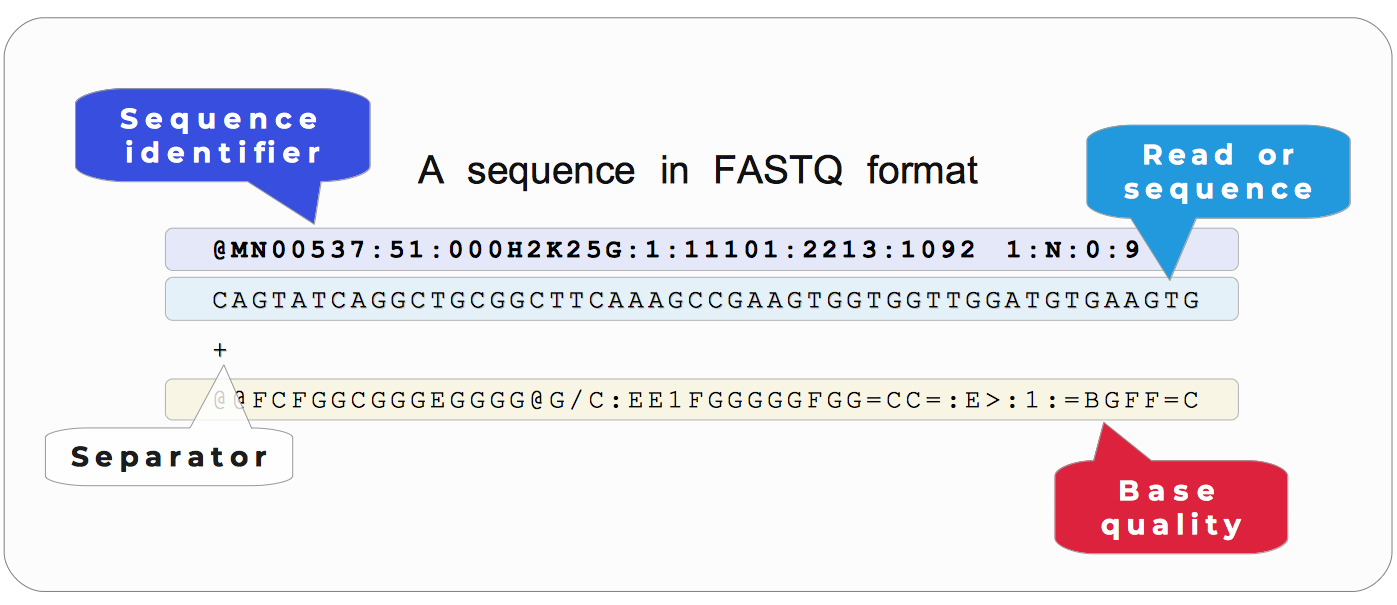 Sequence
identifier
A sequence in FASTQ format
Read or
sequence
@MN00537:51:000H2K25G:1:11101:2213:1092 1:N:0:9
CAGTATCAGGCTGCGGCTTCAAAGCCGAAGTGGTGGTTGGATGTGAAGTG
+
@@FCFGGCGGGEGGGG@G/C:EE1FGGGGGFGG=CC=:E>:1:=BGFF=C
Separator
Base
quality